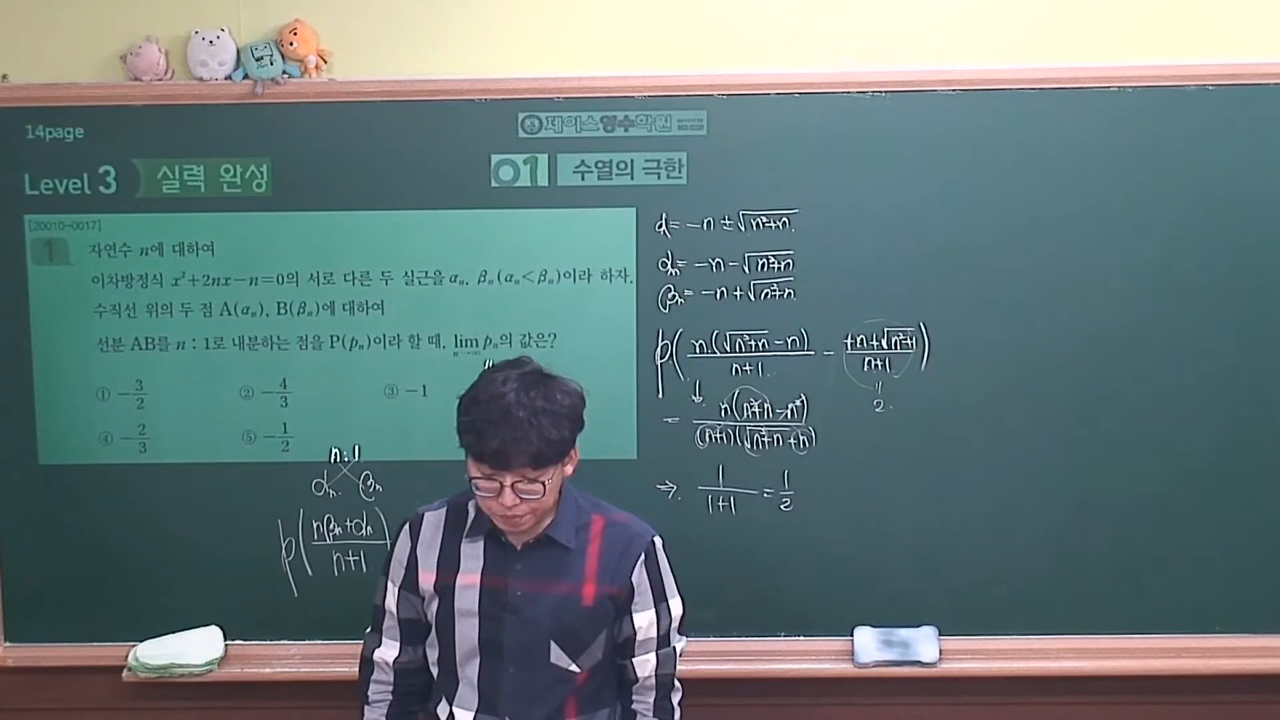 14page
제이스영수학원
Level 3 실력 완성
01 수열의 극한
[20010-0017]
1 자연수 n에 대하여
이차방정식 x²+2nx−n=0의 서로 다른 두 실근을 αₙ, βₙ(αₙ<βₙ)이라 하자.
수직선 위의 두 점 A(αₙ), B(βₙ)에 대하여
선분 AB를 n : 1로 내분하는 점을 P(pₙ)이라 할 때, lim n→∞ pₙ의 값은?
① −3/2 ② −4/3 ③ −1
④ −2/3 ⑤ −1/2
n : 1
αₙ βₙ
p( (nβₙ+αₙ)/(n+1)
α = −n ± √(n²+n)
αₙ = −n − √(n²+n)
βₙ = −n + √(n²+n)
p( n(√(n²+n) − n)/(n+1) − (+n+√(n²+1))/(n+1) )
"
2.
= n(n²+n−n²)/((n+1)(√(n²+n)+n))
⇒ 1/(1+1) = 1/2